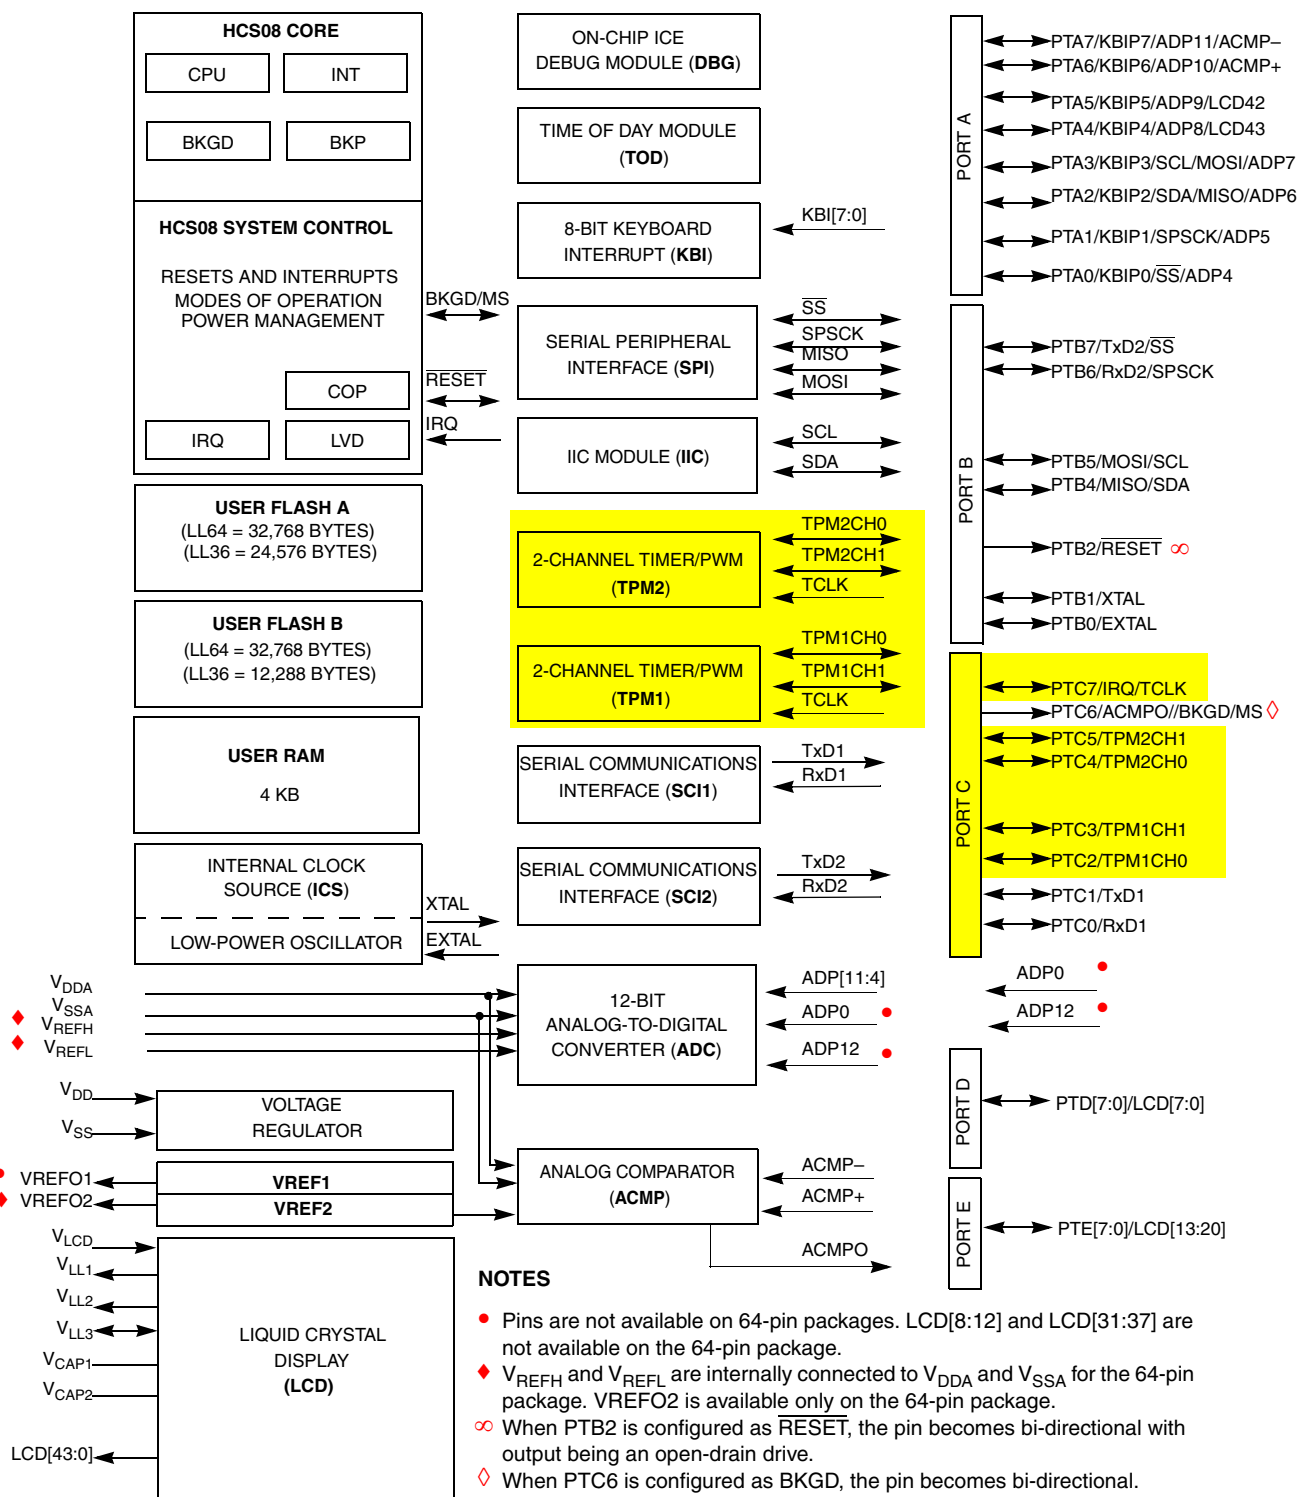 HCS08 CORE
CPU
INT
BKGD
BKP
HCS08 SYSTEM CONTROL
RESETS AND INTERRUPTS
MODES OF OPERATION
POWER MANAGEMENT
COP
IRQ
LVD
BKGD/MS
RESET
IRQ
USER FLASH A
(LL64 = 32,768 BYTES)
(LL36 = 24,576 BYTES)
USER FLASH B
(LL64 = 32,768 BYTES)
(LL36 = 12,288 BYTES)
USER RAM
4 KB
INTERNAL CLOCK
SOURCE (ICS)
LOW-POWER OSCILLATOR
XTAL
EXTAL
VDDA
VSSA
♦ VREFH
♦ VREFL
VDD
VSS
VOLTAGE
REGULATOR
• VREFO1
♦ VREFO2
VREF1
VREF2
VLCD
VLL1
VLL2
VLL3
VCAP1
VCAP2
LCD[43:0]
LIQUID CRYSTAL
DISPLAY
(LCD)
ON-CHIP ICE
DEBUG MODULE (DBG)
TIME OF DAY MODULE
(TOD)
8-BIT KEYBOARD
INTERRUPT (KBI)
KBI[7:0]
SERIAL PERIPHERAL
INTERFACE (SPI)
SS
SPSCK
MISO
MOSI
IIC MODULE (IIC)
SCL
SDA
2-CHANNEL TIMER/PWM
(TPM2)
TPM2CH0
TPM2CH1
TCLK
2-CHANNEL TIMER/PWM
(TPM1)
TPM1CH0
TPM1CH1
TCLK
SERIAL COMMUNICATIONS
INTERFACE (SCI1)
TxD1
RxD1
SERIAL COMMUNICATIONS
INTERFACE (SCI2)
TxD2
RxD2
12-BIT
ANALOG-TO-DIGITAL
CONVERTER (ADC)
ADP[11:4]
ADP0 •
ADP12 •
ANALOG COMPARATOR
(ACMP)
ACMP–
ACMP+
ACMPO
PORT A
PTA7/KBIP7/ADP11/ACMP–
PTA6/KBIP6/ADP10/ACMP+
PTA5/KBIP5/ADP9/LCD42
PTA4/KBIP4/ADP8/LCD43
PTA3/KBIP3/SCL/MOSI/ADP7
PTA2/KBIP2/SDA/MISO/ADP6
PTA1/KBIP1/SPSCK/ADP5
PTA0/KBIP0/SS/ADP4
PORT B
PTB7/TxD2/SS
PTB6/RxD2/SPSCK
PTB5/MOSI/SCL
PTB4/MISO/SDA
PTB2/RESET ∞
PTB1/XTAL
PTB0/EXTAL
PORT C
PTC7/IRQ/TCLK
PTC6/ACMPO//BKGD/MS ◊
PTC5/TPM2CH1
PTC4/TPM2CH0
PTC3/TPM1CH1
PTC2/TPM1CH0
PTC1/TxD1
PTC0/RxD1
ADP0 •
ADP12 •
PORT D
PTD[7:0]/LCD[7:0]
PORT E
PTE[7:0]/LCD[13:20]
NOTES
• Pins are not available on 64-pin packages. LCD[8:12] and LCD[31:37] are
not available on the 64-pin package.
♦ VREFH and VREFL are internally connected to VDDA and VSSA for the 64-pin
package. VREFO2 is available only on the 64-pin package.
∞ When PTB2 is configured as RESET, the pin becomes bi-directional with
output being an open-drain drive.
◊ When PTC6 is configured as BKGD, the pin becomes bi-directional.